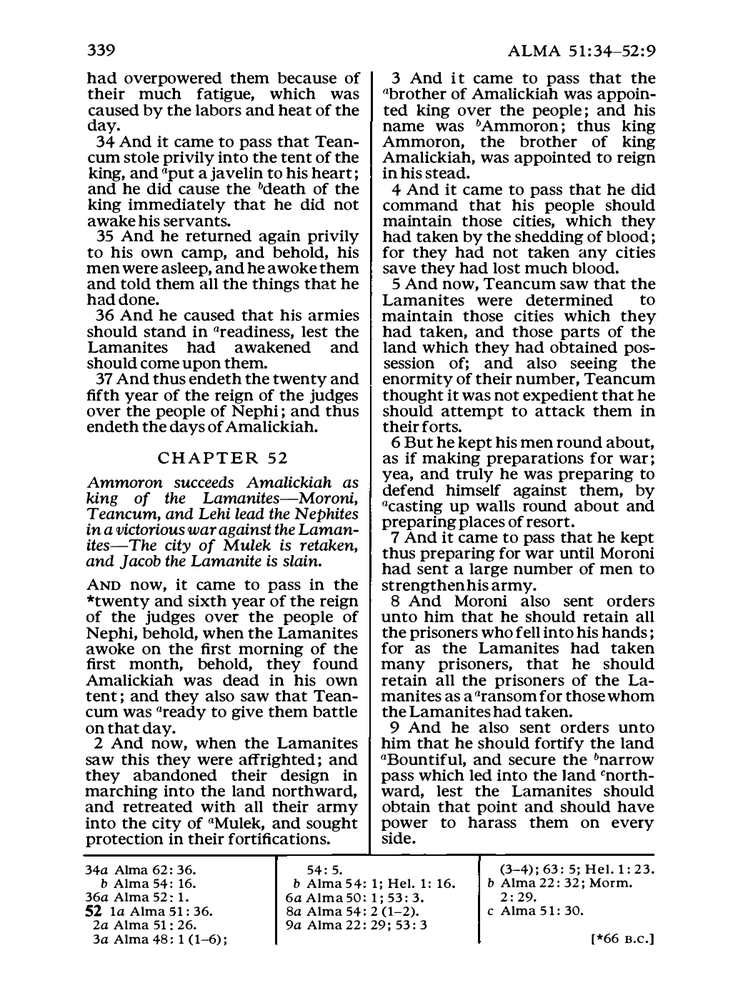 339
ALMA 51:34–52:9
had overpowered them because of
their much fatigue, which was
caused by the labors and heat of the
day.
34 And it came to pass that Tean-
cum stole privily into the tent of the
king, and aput a javelin to his heart;
and he did cause the bdeath of the
king immediately that he did not
awake his servants.
35 And he returned again privily
to his own camp, and behold, his
men were asleep, and he awoke them
and told them all the things that he
had done.
36 And he caused that his armies
should stand in areadiness, lest the
Lamanites had awakened and
should come upon them.
37 And thus endeth the twenty and
fifth year of the reign of the judges
over the people of Nephi; and thus
endeth the days of Amalickiah.
CHAPTER 52
Ammoron succeeds Amalickiah as
king of the Lamanites—Moroni,
Teancum, and Lehi lead the Nephites
in a victorious war against the Laman-
ites—The city of Mulek is retaken,
and Jacob the Lamanite is slain.
AND now, it came to pass in the
*twenty and sixth year of the reign
of the judges over the people of
Nephi, behold, when the Lamanites
awoke on the first morning of the
first month, behold, they found
Amalickiah was dead in his own
tent; and they also saw that Tean-
cum was aready to give them battle
on that day.
2 And now, when the Lamanites
saw this they were affrighted; and
they abandoned their design in
marching into the land northward,
and retreated with all their army
into the city of aMulek, and sought
protection in their fortifications.
3 And it came to pass that the
abrother of Amalickiah was appoin-
ted king over the people; and his
name was bAmmoron; thus king
Ammoron, the brother of king
Amalickiah, was appointed to reign
in his stead.
4 And it came to pass that he did
command that his people should
maintain those cities, which they
had taken by the shedding of blood;
for they had not taken any cities
save they had lost much blood.
5 And now, Teancum saw that the
Lamanites were determined to
maintain those cities which they
had taken, and those parts of the
land which they had obtained pos-
session of; and also seeing the
enormity of their number, Teancum
thought it was not expedient that he
should attempt to attack them in
their forts.
6 But he kept his men round about,
as if making preparations for war;
yea, and truly he was preparing to
defend himself against them, by
acasting up walls round about and
preparing places of resort.
7 And it came to pass that he kept
thus preparing for war until Moroni
had sent a large number of men to
strengthen his army.
8 And Moroni also sent orders
unto him that he should retain all
the prisoners who fell into his hands;
for as the Lamanites had taken
many prisoners, that he should
retain all the prisoners of the La-
manites as a aransom for those whom
the Lamanites had taken.
9 And he also sent orders unto
him that he should fortify the land
aBountiful, and secure the bnarrow
pass which led into the land cnorth-
ward, lest the Lamanites should
obtain that point and should have
power to harass them on every
side.
34a Alma 62: 36.
b Alma 54: 16.
36a Alma 52: 1.
52 1a Alma 51: 36.
2a Alma 51: 26.
3a Alma 48: 1 (1–6);
54: 5.
b Alma 54: 1; Hel. 1: 16.
6a Alma 50: 1; 53: 3.
8a Alma 54: 2 (1–2).
9a Alma 22: 29; 53: 3
(3–4); 63: 5; Hel. 1: 23.
b Alma 22: 32; Morm.
2: 29.
c Alma 51: 30.
[*66 B.C.]